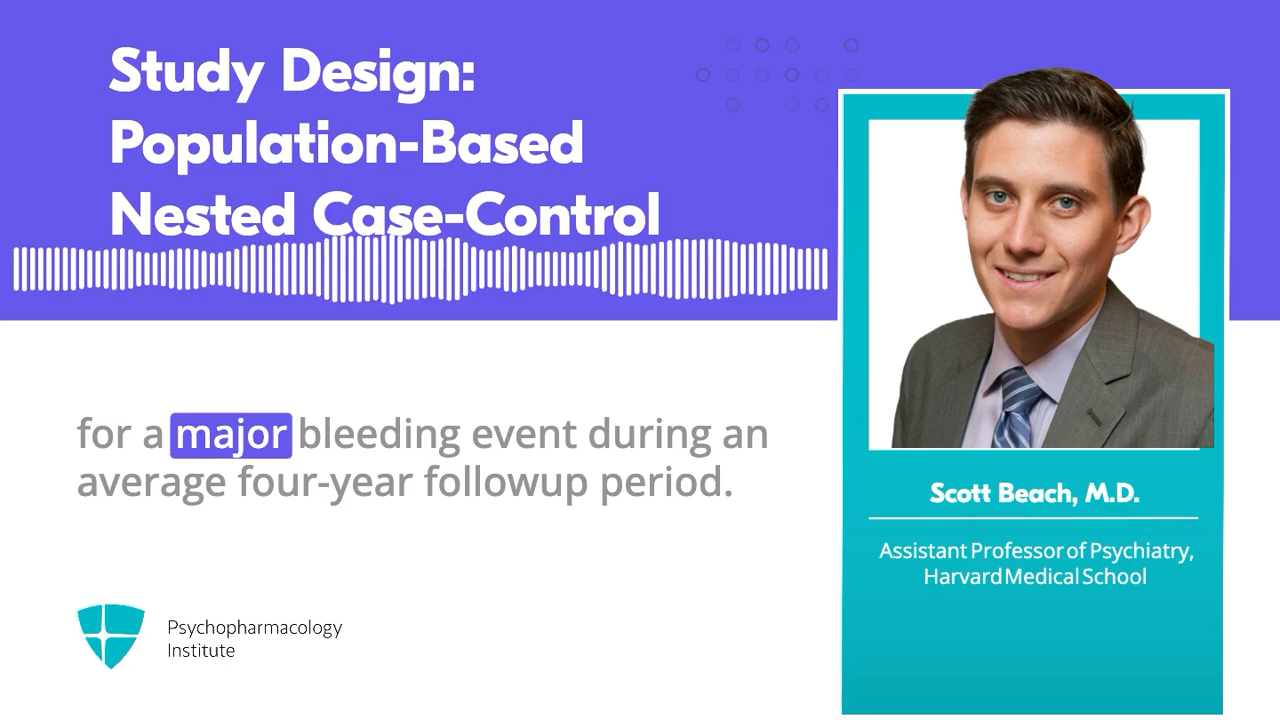 Study Design:
Population-Based
Nested Case-Control
for a major bleeding event during an
average four-year followup period.
Psychopharmacology
Institute
Scott Beach, M.D.
Assistant Professor of Psychiatry,
Harvard Medical School